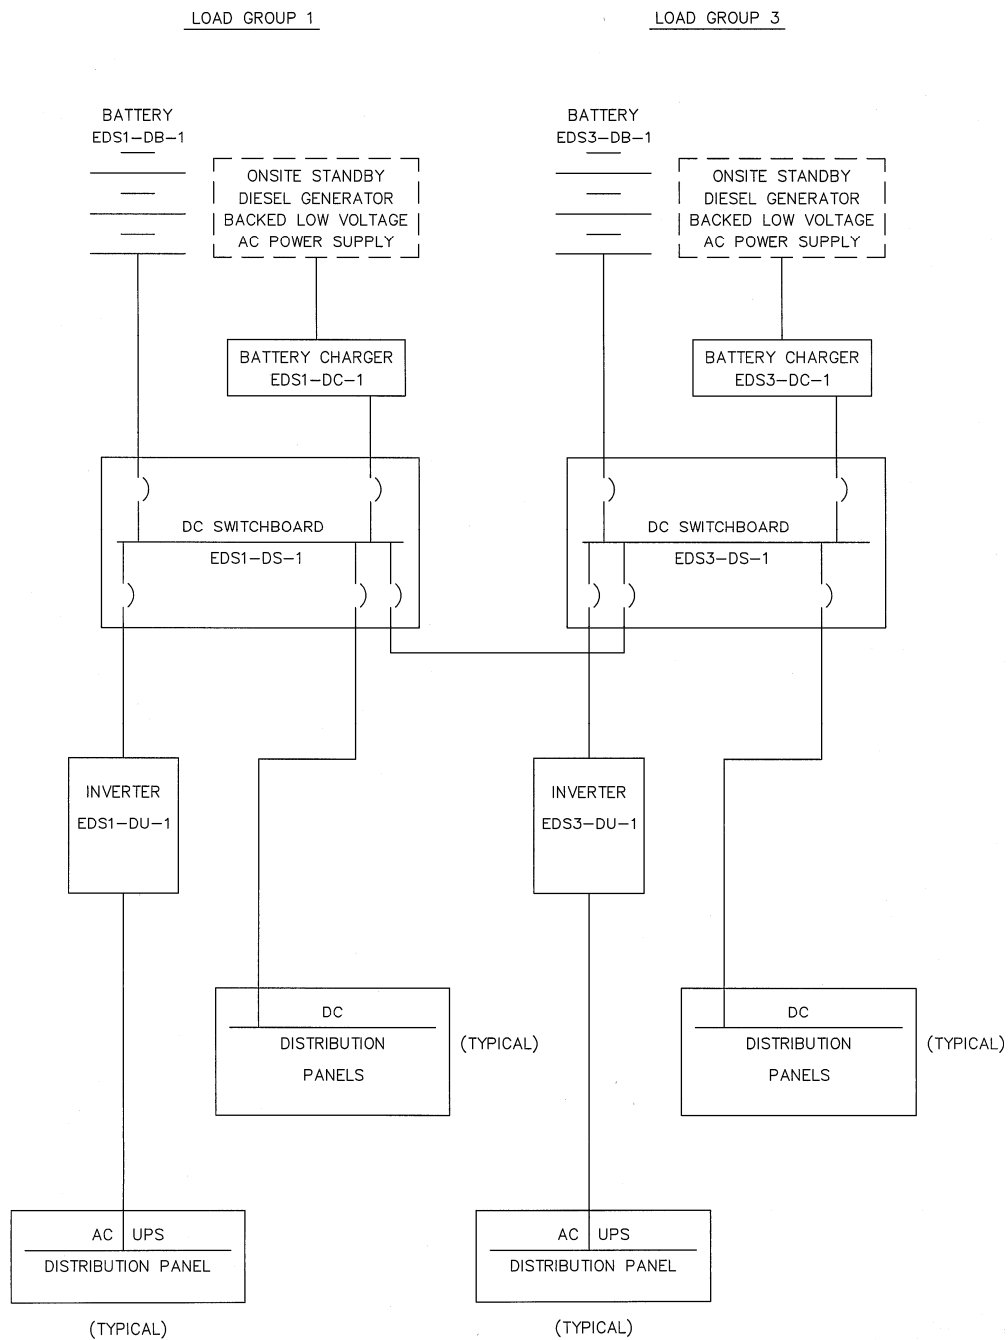 LOAD GROUP 1
LOAD GROUP 3
BATTERY
EDS1-DB-1
ONSITE STANDBY
DIESEL GENERATOR
BACKED LOW VOLTAGE
AC POWER SUPPLY
BATTERY CHARGER
EDS1-DC-1
DC SWITCHBOARD
EDS1-DS-1
INVERTER
EDS1-DU-1
DC
DISTRIBUTION
PANELS
(TYPICAL)
AC UPS
DISTRIBUTION PANEL
(TYPICAL)
BATTERY
EDS3-DB-1
ONSITE STANDBY
DIESEL GENERATOR
BACKED LOW VOLTAGE
AC POWER SUPPLY
BATTERY CHARGER
EDS3-DC-1
DC SWITCHBOARD
EDS3-DS-1
INVERTER
EDS3-DU-1
DC
DISTRIBUTION
PANELS
(TYPICAL)
AC UPS
DISTRIBUTION PANEL
(TYPICAL)